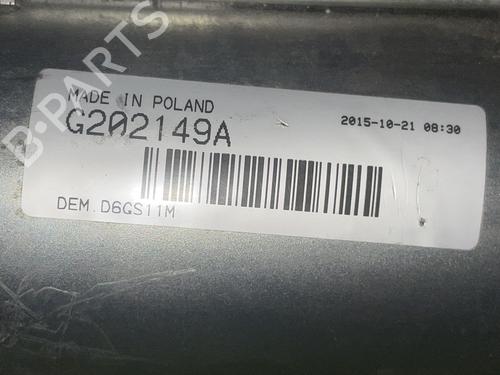 B-PARTS
MADE IN POLAND
G202149A
2015-10-21 08:30
DEM.D6GS11M